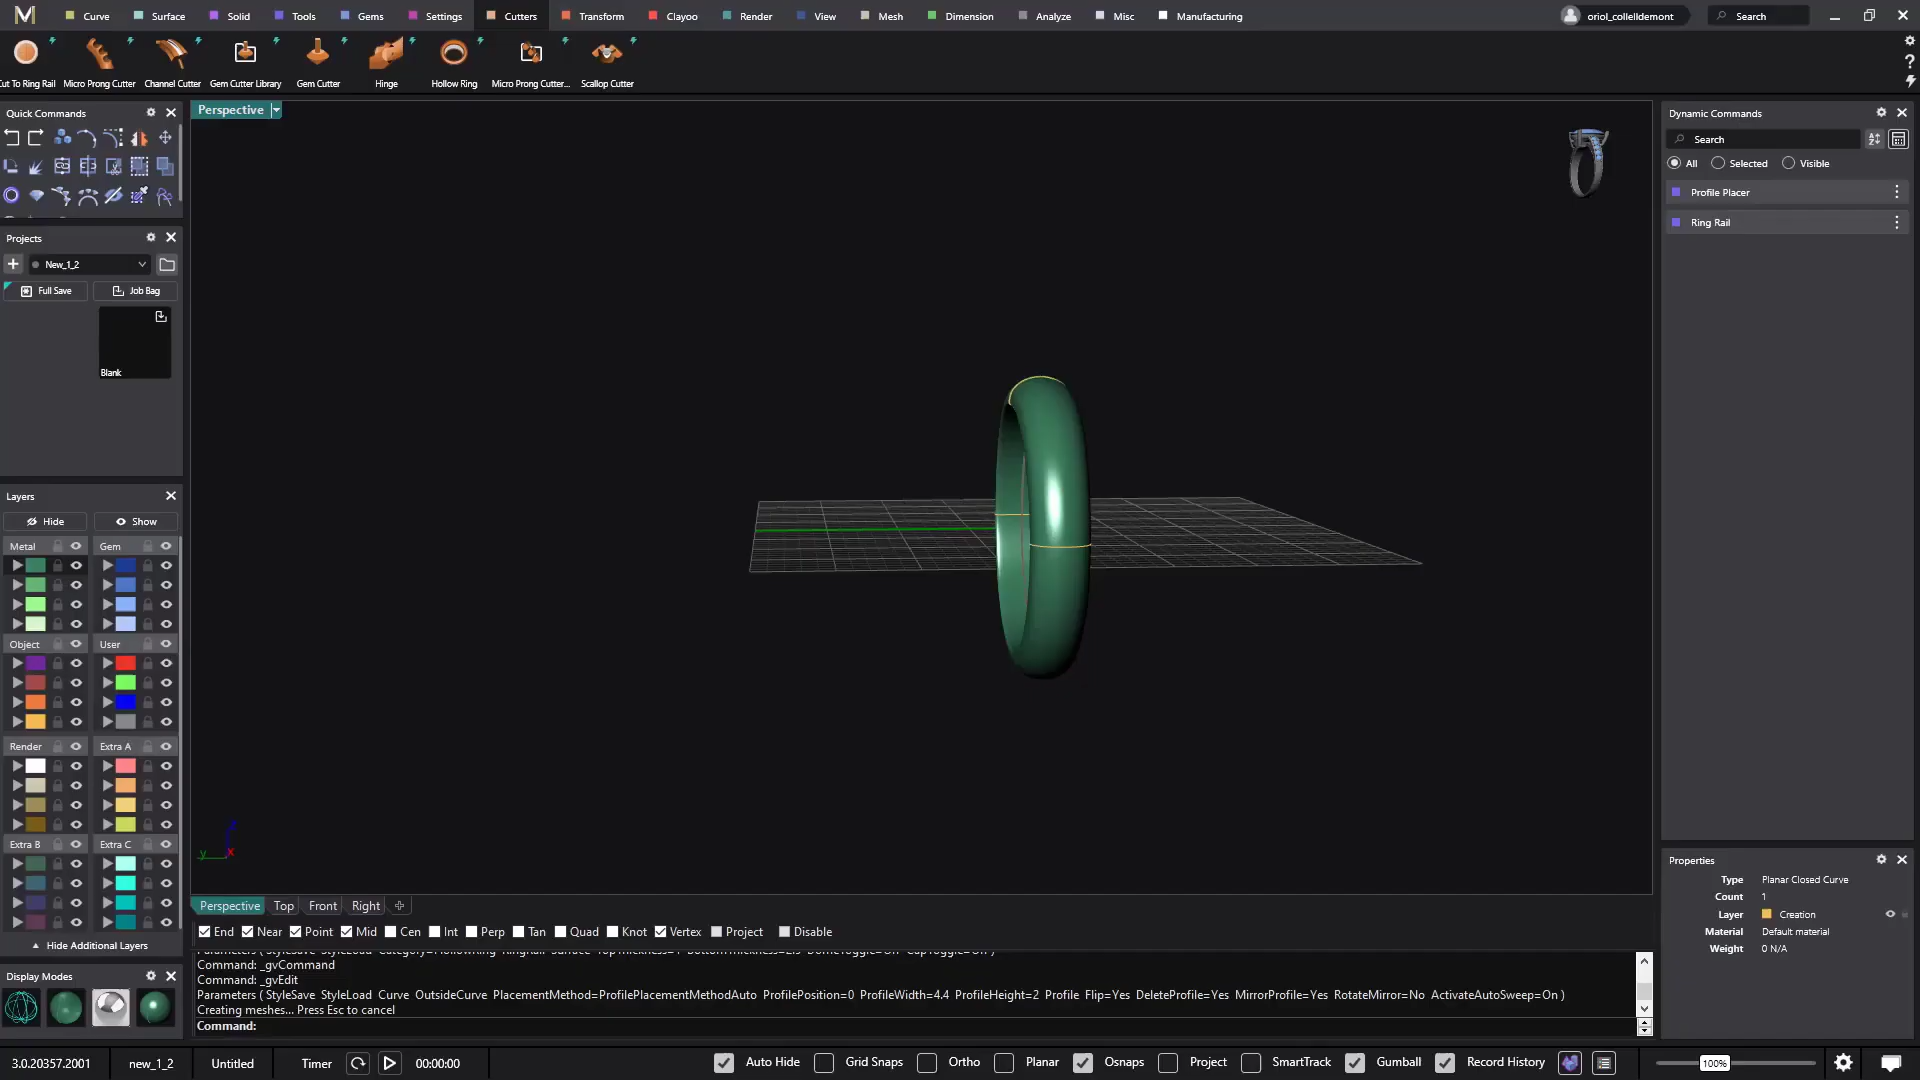 Curve Surface Solid Tools Gems Settings Cutters Transform Clayoo Render View Mesh Dimension Analyze Misc Manufacturing oriol_collelldemont Search
Cut To Ring Rail Micro Prong Cutter Channel Cutter Gem Cutter Library Gem Cutter Hinge Hollow Ring Micro Prong Cutter... Scallop Cutter
Quick Commands
Perspective
Dynamic Commands
Search
All Selected Visible
Profile Placer
Ring Rail
Projects
New_1_2
Full Save Job Bag
Blank
Layers
Hide Show
Metal Gem
Object User
Render Extra A
Extra B Extra C
Hide Additional Layers
Display Modes
y x
Properties
Type Planar Closed Curve
Count 1
Layer Creation
Material Default material
Weight 0 N/A
Perspective Top Front Right
End Near Point Mid Cen Int Perp Tan Quad Knot Vertex Project Disable
Command: _gvCommand
Command: _gvEdit
Parameters ( StyleSave StyleLoad Curve OutsideCurve PlacementMethod=ProfilePlacementMethodAuto ProfilePosition=0 ProfileWidth=4.4 ProfileHeight=2 Profile Flip=Yes DeleteProfile=Yes MirrorProfile=Yes RotateMirror=No ActivateAutoSweep=On )
Creating meshes... Press Esc to cancel
Command:
3.0.20357.2001 new_1_2 Untitled Timer 00:00:00 Auto Hide Grid Snaps Ortho Planar Osnaps Project SmartTrack Gumball Record History 100%